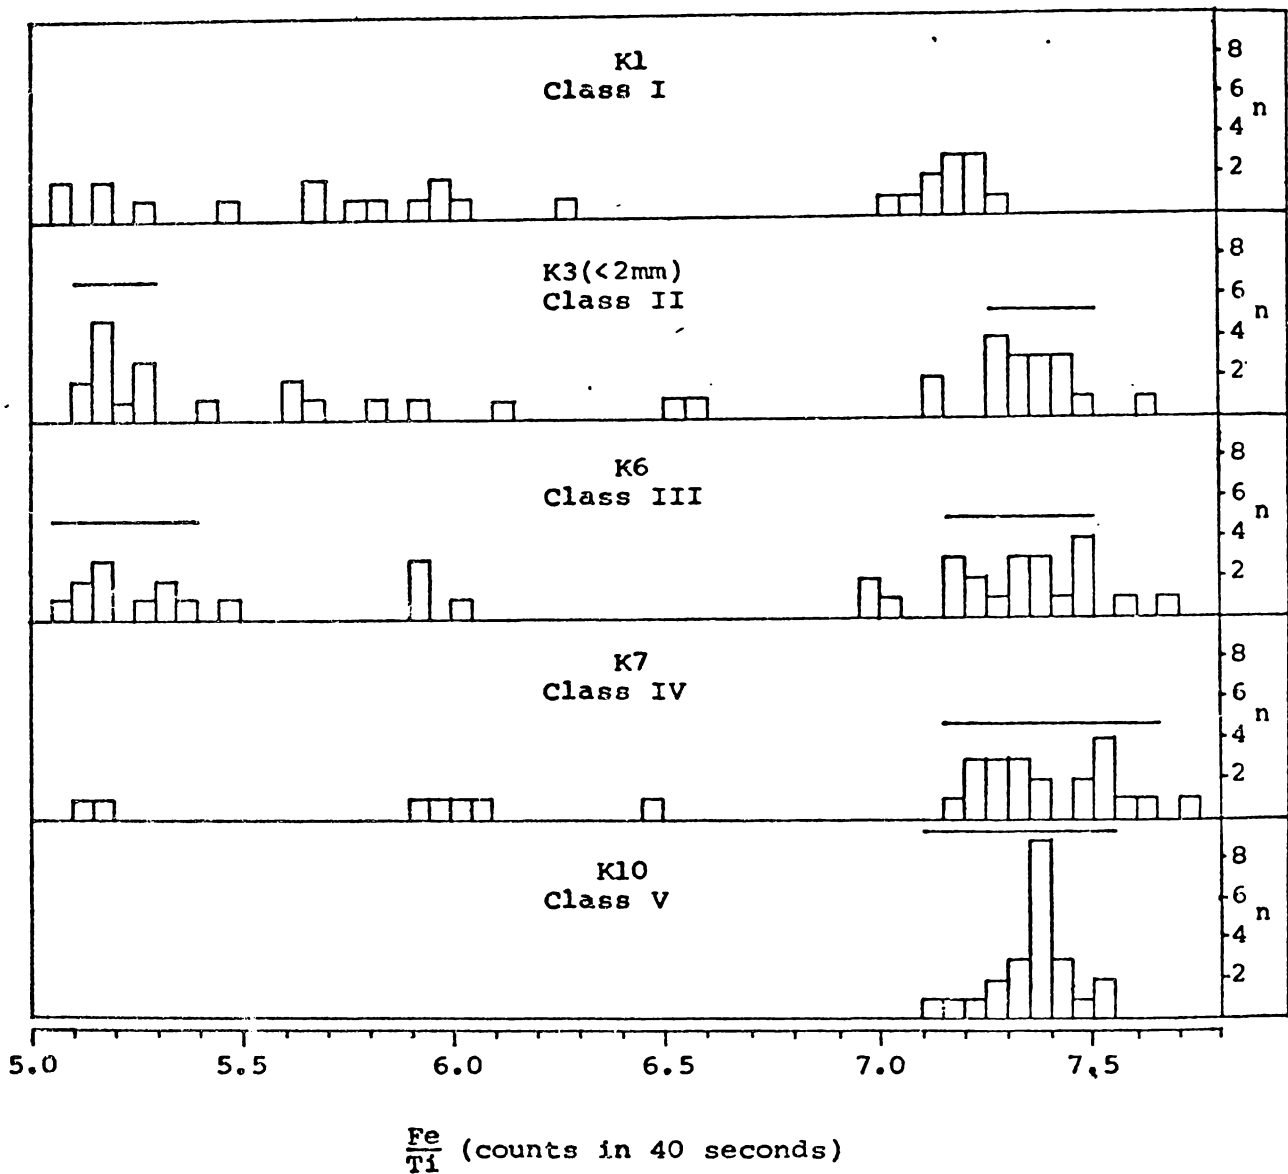 K1
Class I
8
6
n
4
2
K3(<2mm)
Class II
8
6
n
4
2
K6
Class III
8
6
n
4
2
K7
Class IV
8
6
n
4
2
K10
Class V
8
6
n
4
2
5.0 5.5 6.0 6.5 7.0 7.5
Fe
Ti (counts in 40 seconds)